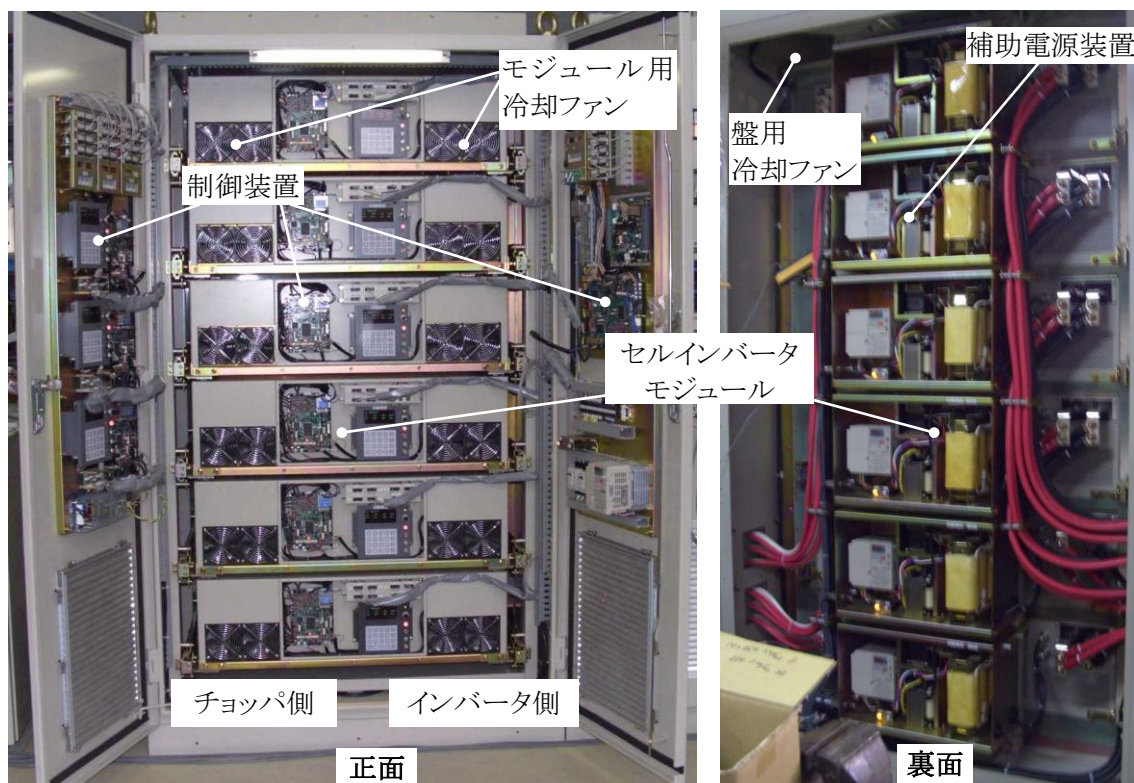 モジュール用
冷却ファン
制御装置
補助電源装置
盤用
冷却ファン
セルインバータ
モジュール
チョッパ側
インバータ側
正面
裏面